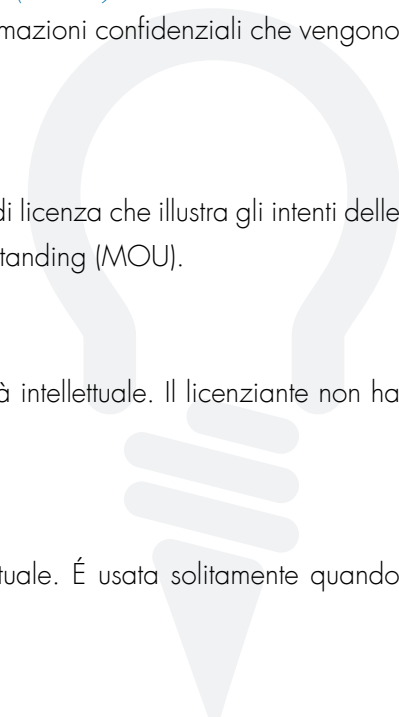 mazioni confidenziali che vengono
di licenza che illustra gli intenti delle
tanding (MOU).
à intellettuale. Il licenziante non ha
tuale. É usata solitamente quando